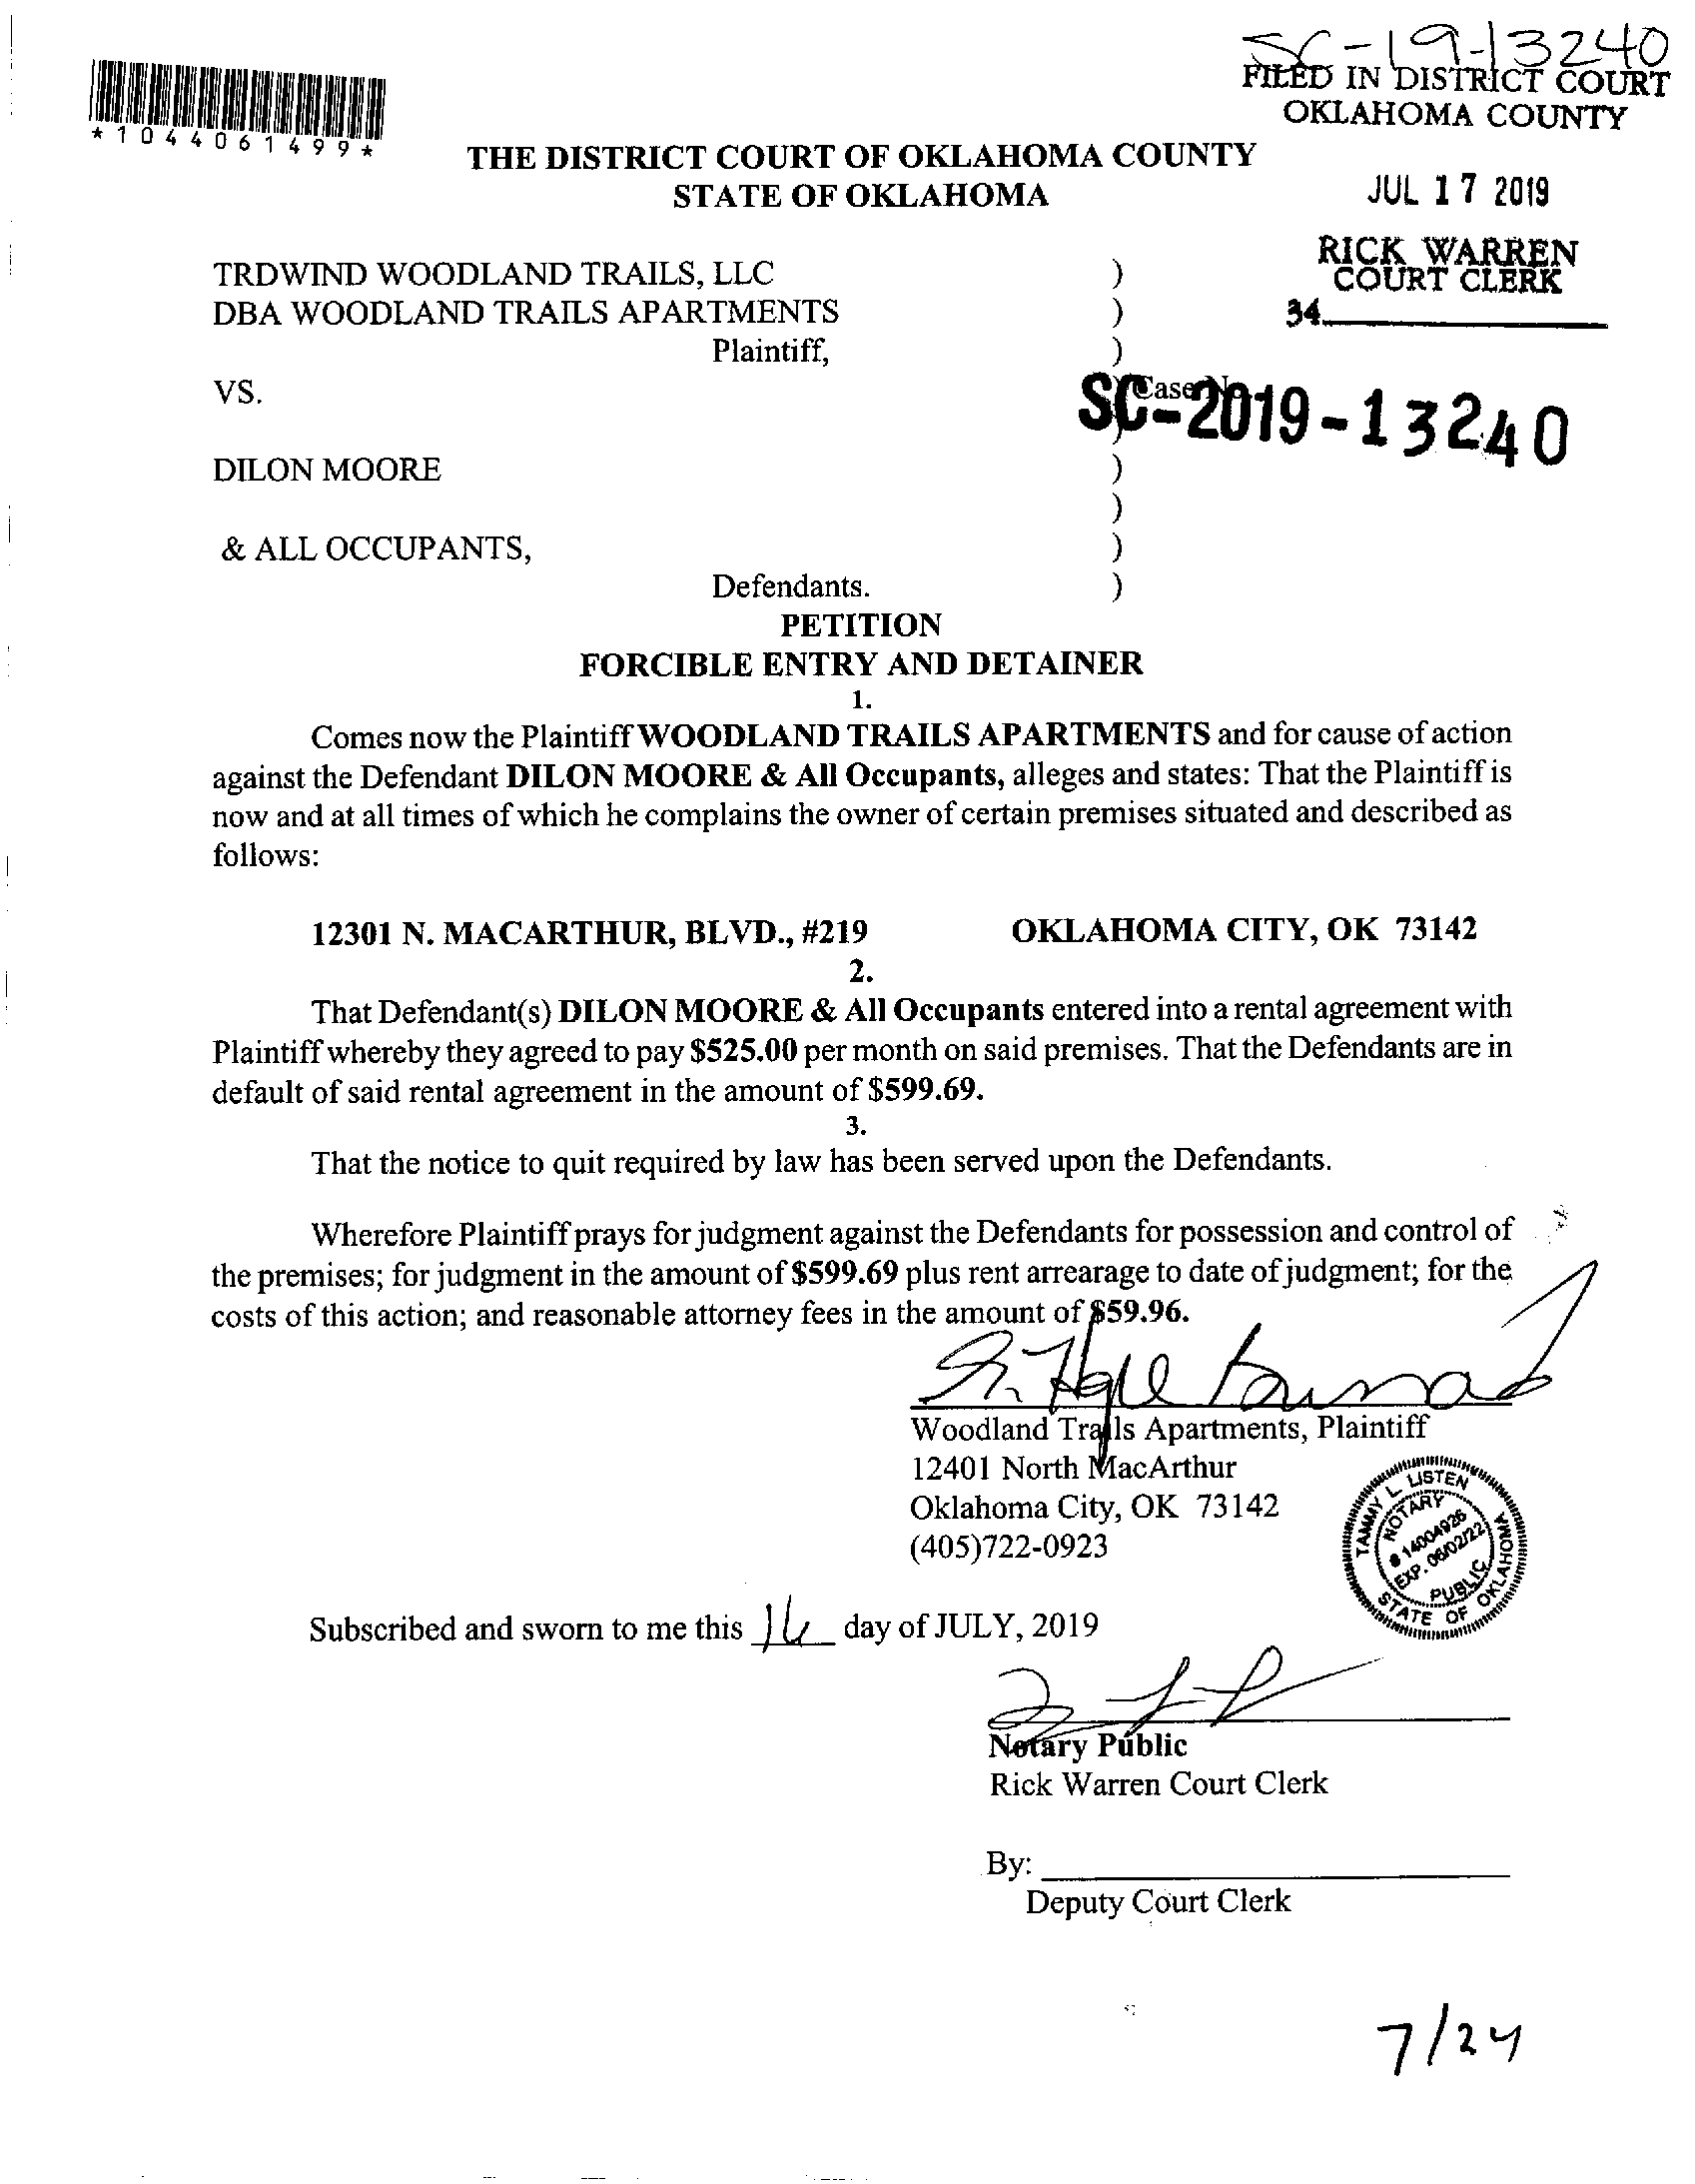 SC-19-13240
FILED IN DISTRICT COURT
OKLAHOMA COUNTY
*1044061499*
THE DISTRICT COURT OF OKLAHOMA COUNTY
STATE OF OKLAHOMA
JUL 17 2019
RICK WARREN
COURT CLERK
34
TRDWIND WOODLAND TRAILS, LLC )
DBA WOODLAND TRAILS APARTMENTS )
Plaintiff, )
VS. ) Case No.
SC-2019-13240
DILON MOORE )
)
& ALL OCCUPANTS, )
Defendants. )
PETITION
FORCIBLE ENTRY AND DETAINER
1.
Comes now the Plaintiff WOODLAND TRAILS APARTMENTS and for cause of action
against the Defendant DILON MOORE & All Occupants, alleges and states: That the Plaintiff is
now and at all times of which he complains the owner of certain premises situated and described as
follows:
12301 N. MACARTHUR, BLVD., #219 OKLAHOMA CITY, OK 73142
2.
That Defendant(s) DILON MOORE & All Occupants entered into a rental agreement with
Plaintiff whereby they agreed to pay $525.00 per month on said premises. That the Defendants are in
default of said rental agreement in the amount of $599.69.
3.
That the notice to quit required by law has been served upon the Defendants.
Wherefore Plaintiff prays for judgment against the Defendants for possession and control of
the premises; for judgment in the amount of $599.69 plus rent arrearage to date of judgment; for the
costs of this action; and reasonable attorney fees in the amount of $59.96.
Woodland Trails Apartments, Plaintiff
12401 North MacArthur
Oklahoma City, OK 73142
(405)722-0923
TAMMY L. LISTEN
NOTARY
# 14004926
EXP. 06/02/22
PUBLIC
STATE OF OKLAHOMA
Subscribed and sworn to me this 16 day of JULY, 2019
Notary Public
Rick Warren Court Clerk
By:
Deputy Court Clerk
7/24